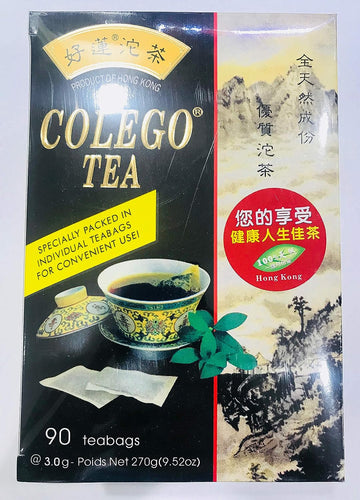 好蓮®沱茶
PRODUCT OF HONG KONG
COLEGO®
TEA
SPECIALLY PACKED IN
INDIVIDUAL TEABAGS
FOR CONVENIENT USE!
全天然成份
優質沱茶
您的享受
健康人生佳茶
100%
Hong Kong
90 teabags
@ 3.0g - Poids Net 270g(9.52oz)